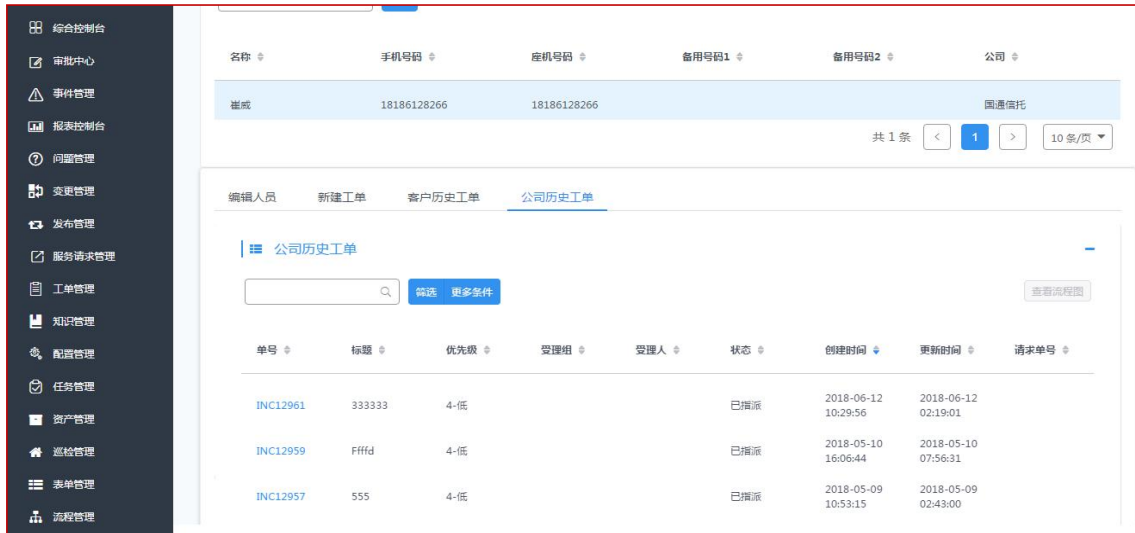 综合控制台
审批中心
事件管理
报表控制台
问题管理
变更管理
发布管理
服务请求管理
工单管理
知识管理
配置管理
任务管理
资产管理
巡检管理
表单管理
流程管理
名称 手机号码 座机号码 备用号码1 备用号码2 公司
崔威 18186128266 18186128266 国通信托
共 1 条 < 1 > 10 条/页
编辑人员 新建工单 客户历史工单 公司历史工单
公司历史工单
筛选 更多条件 查看流程图
单号 标题 优先级 受理组 受理人 状态 创建时间 更新时间 请求单号
INC12961 333333 4-低 已指派 2018-06-12 2018-06-12
10:29:56 02:19:01
INC12959 Ffffd 4-低 已指派 2018-05-10 2018-05-10
16:06:44 07:56:31
INC12957 555 4-低 已指派 2018-05-09 2018-05-09
10:53:15 02:43:00